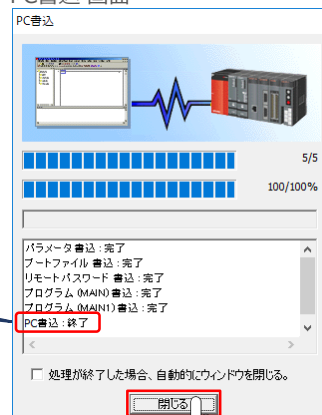 PC書込 画面
PC書込
5/5
100/100%
パラメータ 書込 : 完了
ブートファイル 書込 : 完了
リモートパスワード 書込 : 完了
プログラム (MAIN) 書込 : 完了
プログラム (MAIN1) 書込 : 完了
PC書込 : 終了
処理が終了した場合、自動的にウィンドウを閉じる。
閉じる